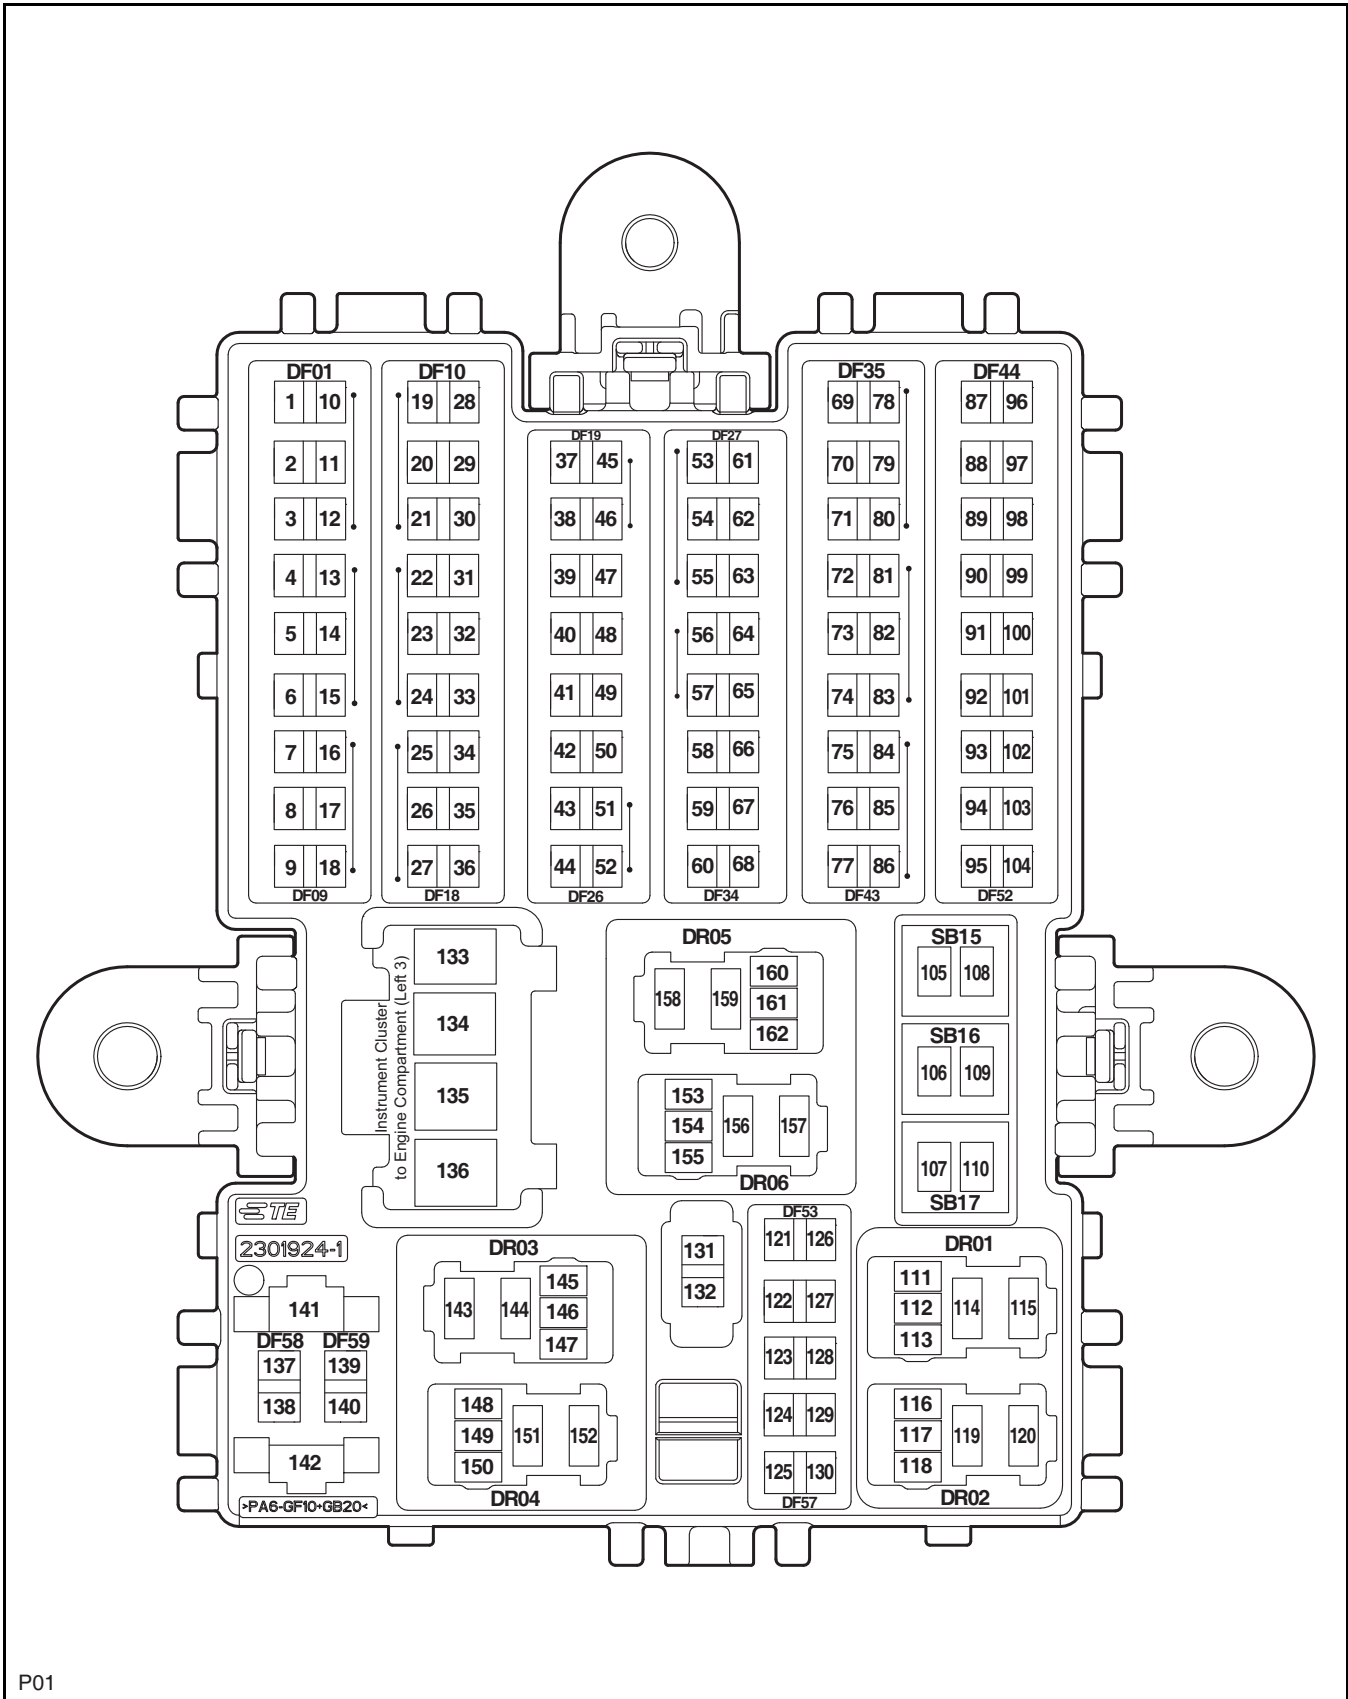 DF01 DF10 DF35 DF44
1 10 19 28 69 78 87 96
DF19 DF27
2 11 20 29 37 45 53 61 70 79 88 97
3 12 21 30 38 46 54 62 71 80 89 98
4 13 22 31 39 47 55 63 72 81 90 99
5 14 23 32 40 48 56 64 73 82 91 100
6 15 24 33 41 49 57 65 74 83 92 101
7 16 25 34 42 50 58 66 75 84 93 102
8 17 26 35 43 51 59 67 76 85 94 103
9 18 27 36 44 52 60 68 77 86 95 104
DF09 DF18 DF26 DF34 DF43 DF52
Instrument Cluster
to Engine Compartment (Left 3)
133
134
135
136
DR05
158 159 160
161
162
153
154 156 157
155
DR06
SB15
105 108
SB16
106 109
107 110
SB17
TE
2301924-1
141
DF58 DF59
137 139
138 140
142
>PA6-GF10+GB20<
DR03
143 144 145
146
147
148
149 151 152
150
DR04
131
132
DF53
121 126
122 127
123 128
124 129
125 130
DF57
DR01
111
112 114 115
113
116
117 119 120
118
DR02
P01